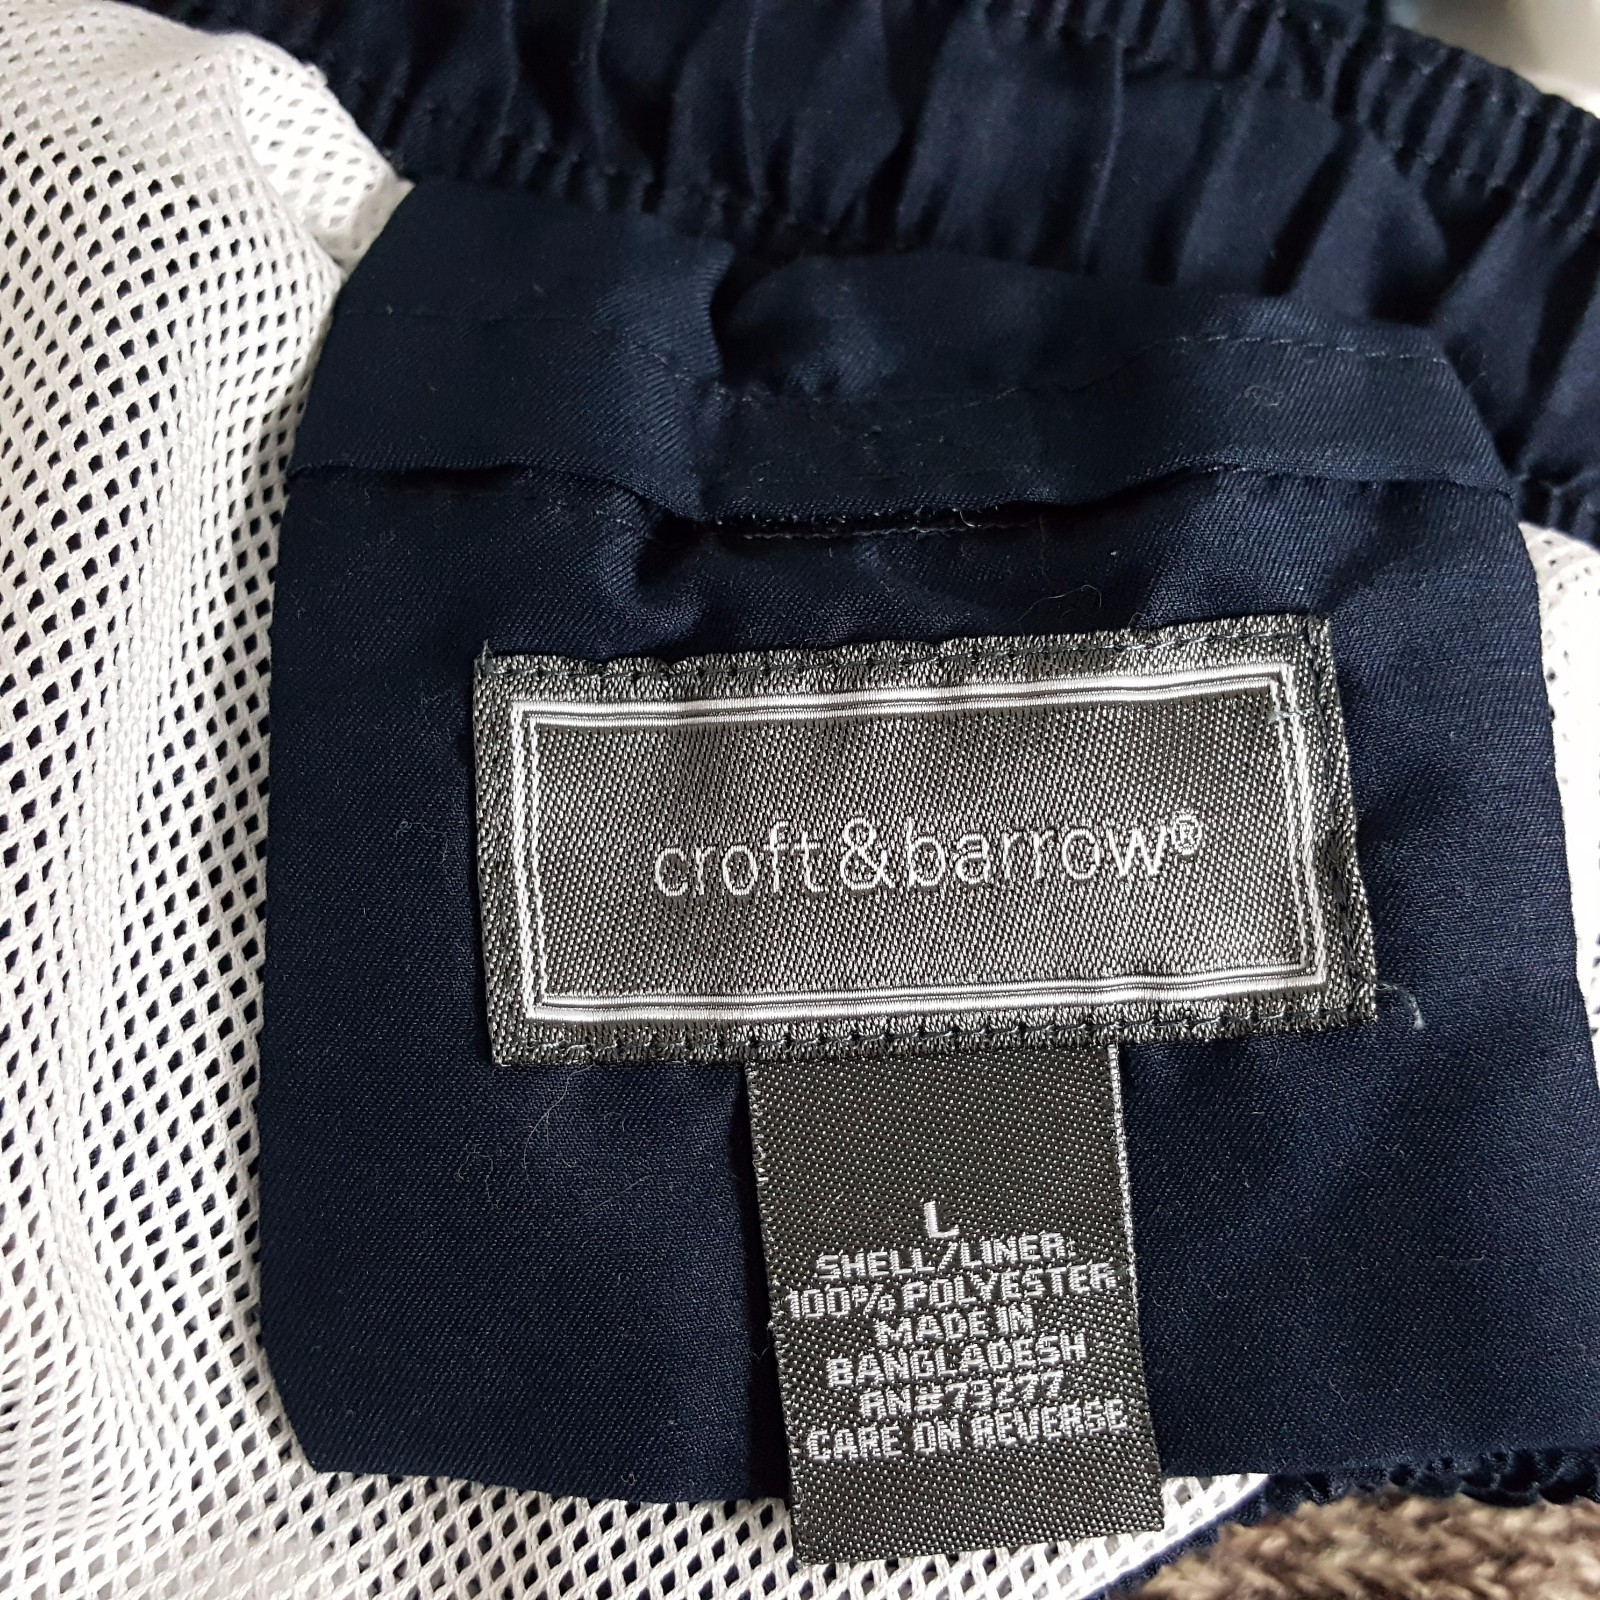 croft&barrow®
L
SHELL/LINER:
100% POLYESTER
MADE IN
BANGLADESH
RN#73277
CARE ON REVERSE